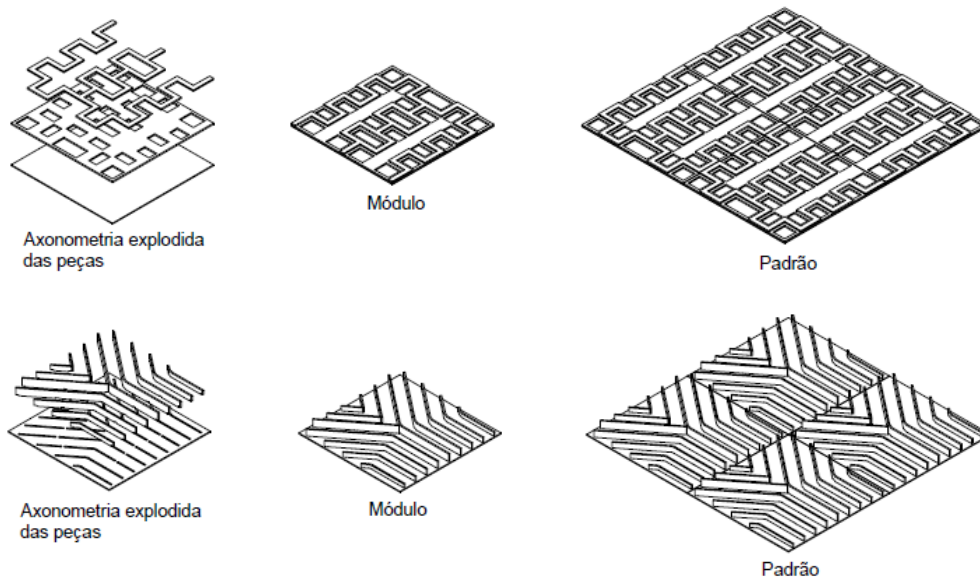 Axonometria explodida
das peças
Módulo
Padrão
Axonometria explodida
das peças
Módulo
Padrão